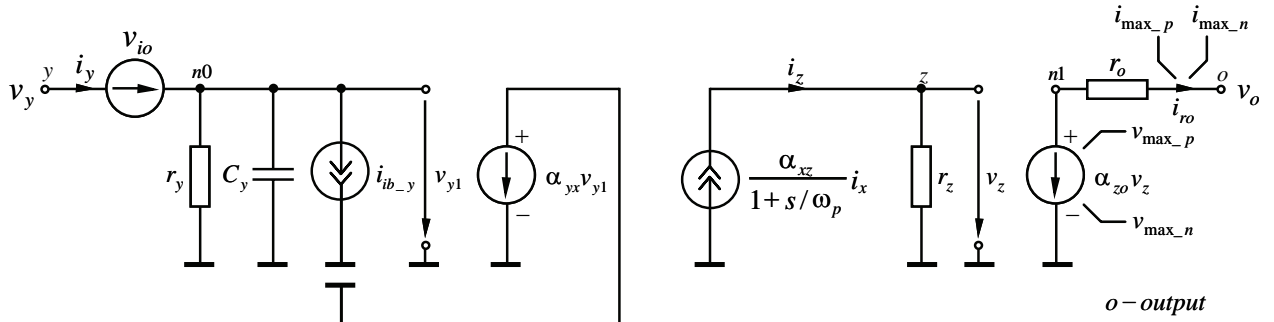 i_max_p i_max_n
v_io
y i_y n0 i_z z n1 r_o o
v_y i_ro v_o
+ + v_max_p
r_y C_y i_ib_y v_y1 α_yx v_y1 α_xz / (1 + s/ω_p) i_x r_z v_z α_zo v_z
− − v_max_n
o − output